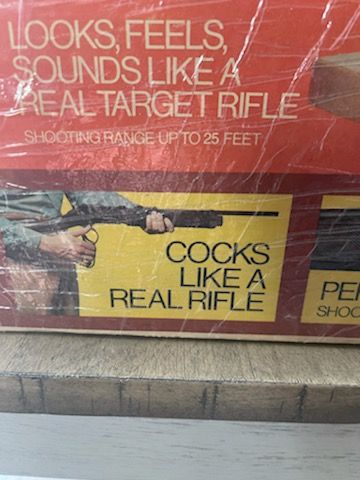 LOOKS, FEELS,
SOUNDS LIKE A
REAL TARGET RIFLE
SHOOTING RANGE UP TO 25 FEET
COCKS
LIKE A
REAL RIFLE